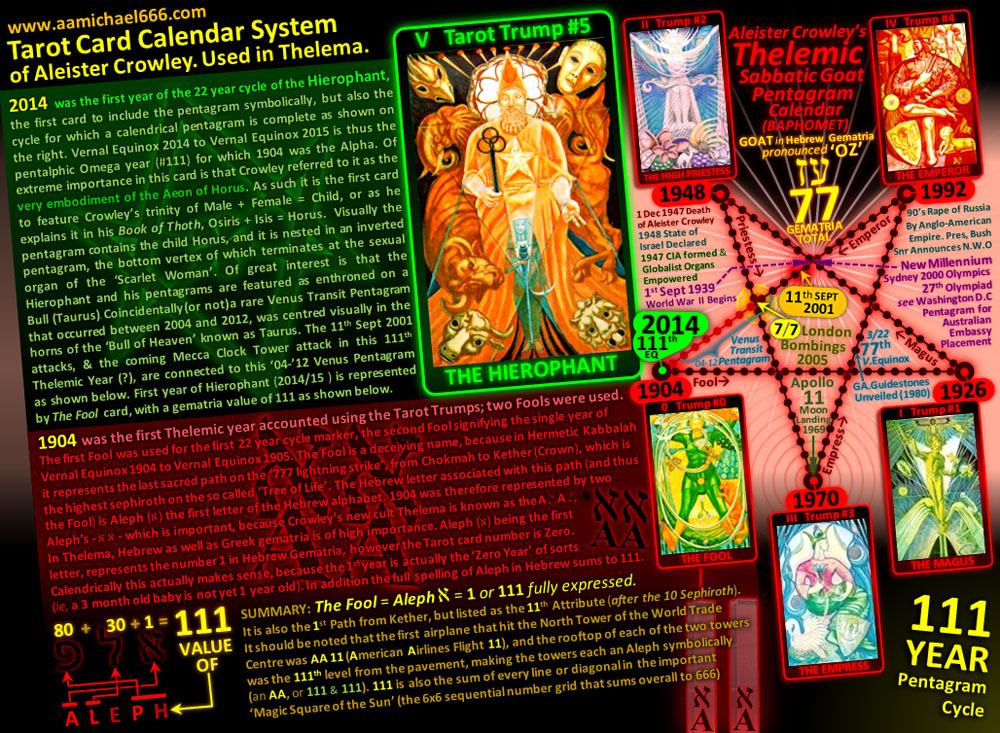 www.aamichael666.com
Tarot Card Calendar System
of Aleister Crowley. Used in Thelema.
2014 was the first year of the 22 year cycle of the Hierophant,
the first card to include the pentagram symbolically, but also the
cycle for which a calendrical pentagram is complete as shown on
the right. Vernal Equinox 2014 to Vernal Equinox 2015 is thus the
pentalphic Omega year (#111) for which 1904 was the Alpha. Of
extreme importance in this card is that Crowley referred to it as the
very embodiment of the Aeon of Horus. As such it is the first card
to feature Crowley's trinity of Male + Female = Child, or as he
explains it in his Book of Thoth, Osiris + Isis = Horus. Visually the
pentagram contains the child Horus, and it is nested in an inverted
pentagram, the bottom vertex of which terminates at the sexual
organ of the 'Scarlet Woman'. Of great interest is that the
Hierophant and his pentagrams are featured as enthroned on a
Bull (Taurus) Coincidentally(or not)a rare Venus Transit Pentagram
that occurred between 2004 and 2012, was centred visually in the
horns of the 'Bull of Heaven' known as Taurus. The 11th Sept 2001
attacks, & the coming Mecca Clock Tower attack in this 111th
Thelemic Year (?), are connected to this '04-'12 Venus Pentagram
as shown below. First year of Hierophant (2014/15 ) is represented
by The Fool card, with a gematria value of 111 as shown below.
V Tarot Trump #5
THE HIEROPHANT
II Trump #2
THE HIGH PRIESTESS
Aleister Crowley's
Thelemic
Sabbatic Goat
Pentagram
Calendar
(BAPHOMET)
GOAT in Hebrew Gematria
pronounced 'OZ'
עז
77
GEMATRIA
TOTAL
IV Trump #4
THE EMPEROR
1948
1992
1 Dec 1947 Death
of Aleister Crowley
1948 State of
Israel Declared
1947 CIA formed &
Globalist Organs
Empowered
1st Sept 1939
World War II Begins
Priestess→
←Emperor
90's Rape of Russia
By Anglo-American
Empire. Pres, Bush
Snr Announces N.W.O
New Millennium
Sydney 2000 Olympics
27th Olympiad
see Washington D.C
Pentagram for
Australian
Embassy
Placement
11th SEPT
2001
7/7 London
Bombings
2005
2014
111th
EQ
Venus
Transit
'04-12 Pentagram
3/22
77th
V.Equinox
←Magus
1904
Fool→
Apollo
11
Moon
Landing
1969
GA.Guidestones
Unveiled (1980)
1926
Empress→
1970
0 Trump #0
THE FOOL
I Trump #1
THE MAGUS
III Trump #3
THE EMPRESS
1904 was the first Thelemic year accounted using the Tarot Trumps; two Fools were used.
The first Fool was used for the first 22 year cycle marker, the second Fool signifying the single year of
Vernal Equinox 1904 to Vernal Equinox 1905. The Fool is a deceiving name, because in Hermetic Kabbalah
it represents the last sacred path on the '777 lightning strike', from Chokmah to Kether (Crown), which is
the highest sephiroth on the so called 'Tree of Life'. The Hebrew letter associated with this path (and thus
the Fool) is Aleph (א) the first letter of the Hebrew alphabet. 1904 was therefore represented by two
Aleph's - א א - which is important, because Crowley's new cult Thelema is known as the A∴A∴
In Thelema, Hebrew as well as Greek gematria is of high importance. Aleph (א) being the first
letter, represents the number 1 in Hebrew Gematria, however the Tarot card number is Zero.
Calendrically this actually makes sense, because the 1st year is actually the 'Zero Year' of sorts
(ie, a 3 month old baby is not yet 1 year old). In addition the full spelling of Aleph in Hebrew sums to 111.
אא
AA
SUMMARY: The Fool = Aleph א = 1 or 111 fully expressed.
It is also the 1st Path from Kether, but listed as the 11th Attribute (after the 10 Sephiroth).
It should be noted that the first airplane that hit the North Tower of the World Trade
Centre was AA 11 (American Airlines Flight 11), and the rooftop of each of the two towers
was the 111th level from the pavement, making the towers each an Aleph symbolically
(an AA, or 111 & 111). 111 is also the sum of every line or diagonal in the important
'Magic Square of the Sun' (the 6x6 sequential number grid that sums overall to 666)
80 + 30 + 1 = 111
VALUE
OF
פ ל א
A L E P H
א
A
א
A
111
YEAR
Pentagram
Cycle